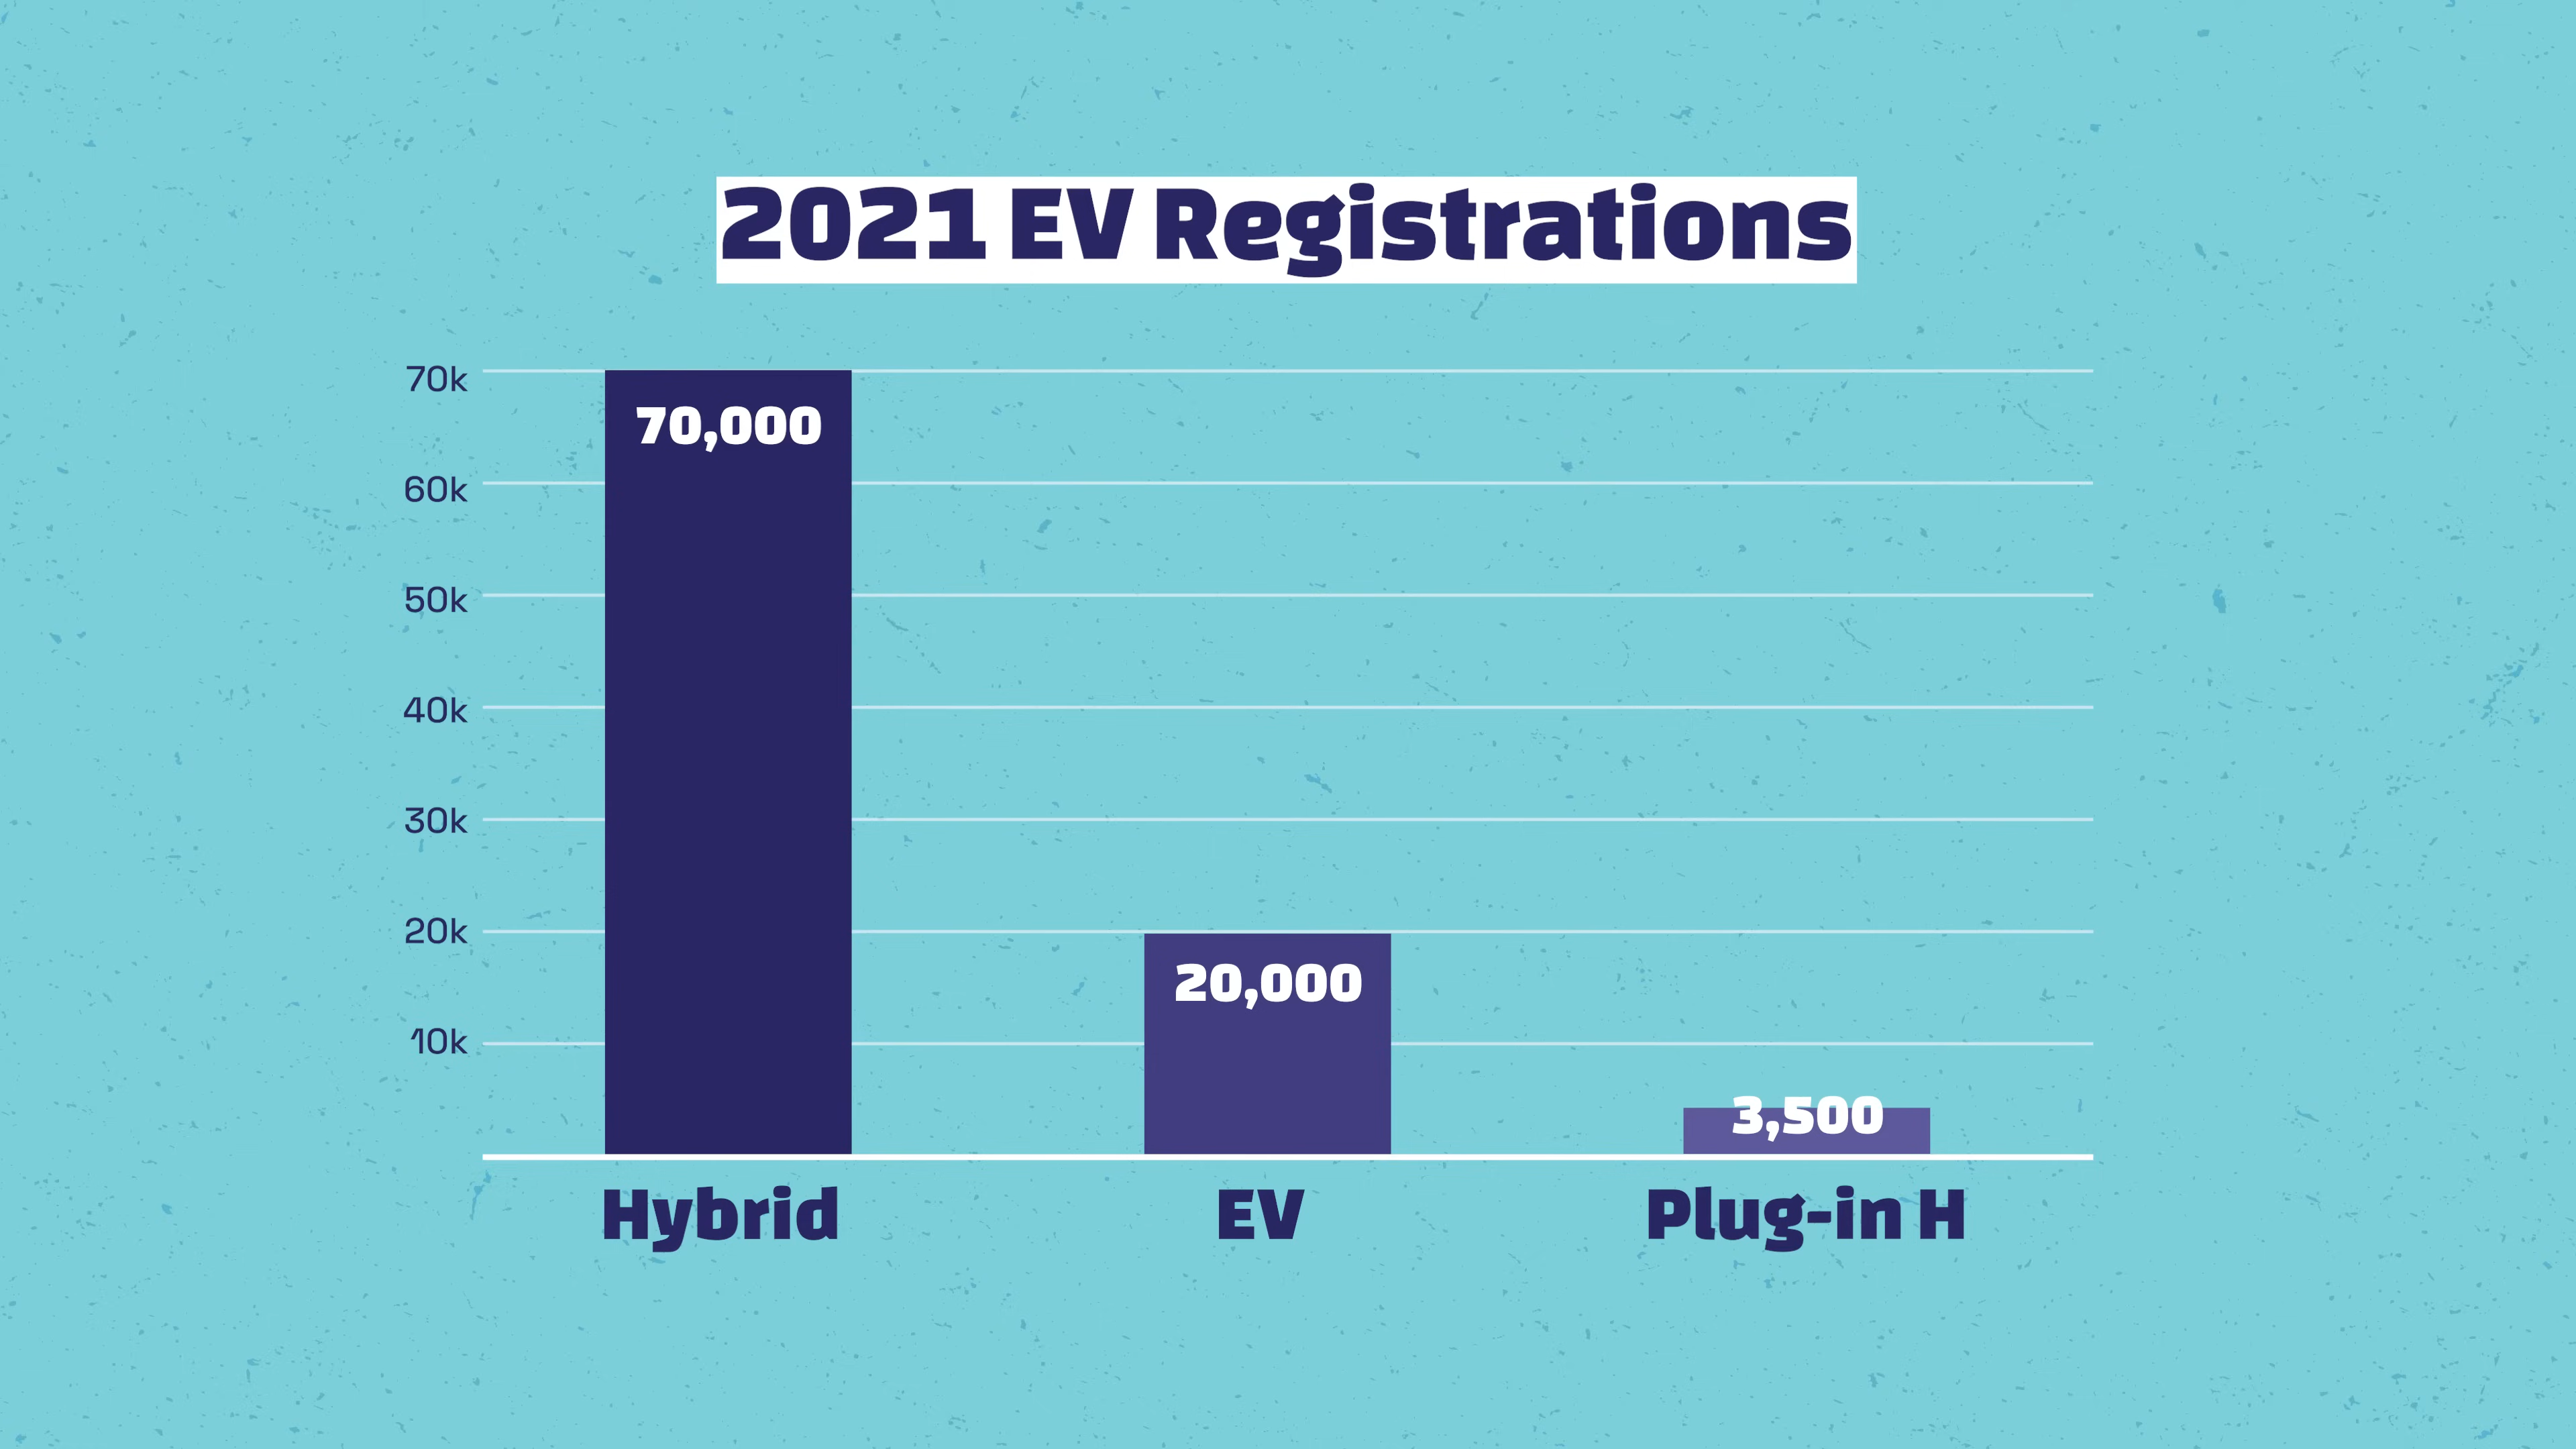 2021 EV Registrations
70k
70,000
60k
50k
40k
30k
20k
20,000
10k
3,500
Hybrid
EV
Plug-in H